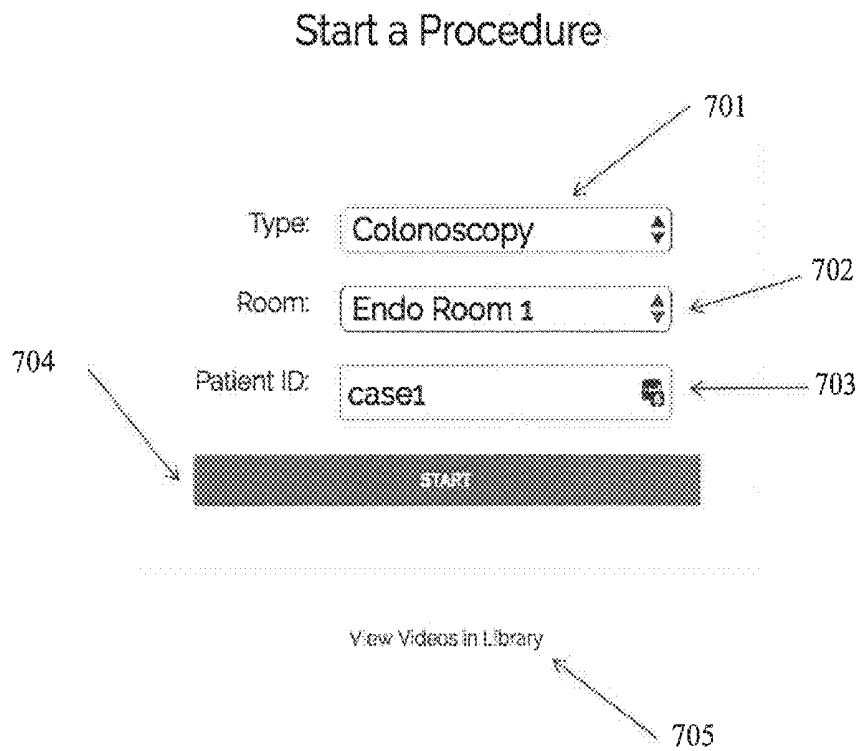 Start a Procedure
701
Type: Colonoscopy
702
Room: Endo Room 1
704
Patient ID: case1
703
START
View Videos in Library
705